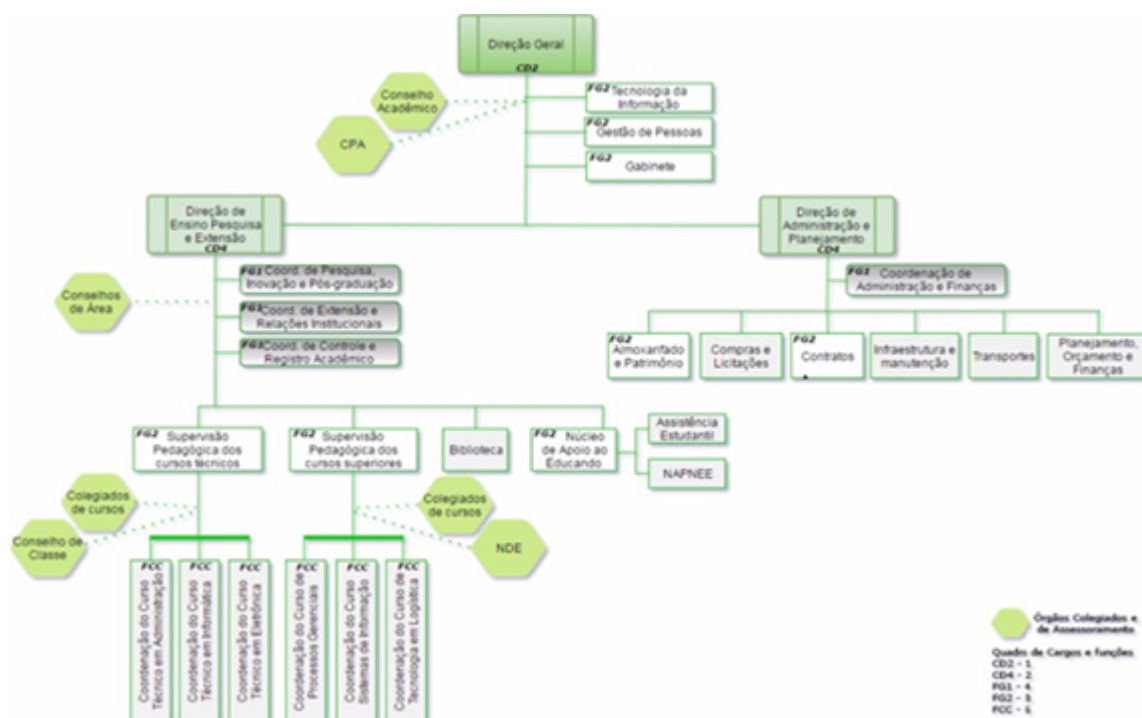 Direção Geral
CD2
Conselho
Acadêmico
CPA
FG2
Tecnologia da
Informação
FG2
Gestão de Pessoas
FG2
Gabinete
Direção de
Ensino Pesquisa
e Extensão
CD4
Direção de
Administração e
Planejamento
CD4
Conselhos
de Área
FG1 Coord. de Pesquisa,
Inovação e Pós-graduação
FG1 Coord. de Extensão e
Relações Institucionais
FG1 Coord. de Controle e
Registro Acadêmico
FG1 Coordenação de
Administração e Finanças
FG2
Almoxarifado
e Patrimônio
Compras e
Licitações
FG2
Contratos
Infraestrutura e
manutenção
Transportes
Planejamento,
Orçamento e
Finanças
FG2 Supervisão
Pedagógica dos
cursos técnicos
FG2 Supervisão
Pedagógica dos
cursos superiores
Biblioteca
FG2 Núcleo
de Apoio ao
Educando
Assistência
Estudantil
NAPNEE
Colegiados
de cursos
Conselho de
Classe
Colegiados
de cursos
NDE
FCC
Coordenação do Curso
Técnico em Administração
FCC
Coordenação do Curso
Técnico em Informática
FCC
Coordenação do Curso
Técnico em Eletrônica
FCC
Coordenação do Curso de
Processos Gerenciais
FCC
Coordenação do Curso de
Sistemas de Informação
FCC
Coordenação do Curso de
Tecnologia em Logística
Órgãos Colegiados e
de Assessoramento
Quadro de Cargos e funções
CD2 - 1
CD4 - 2
FG1 - 4
FG2 -
FCC -